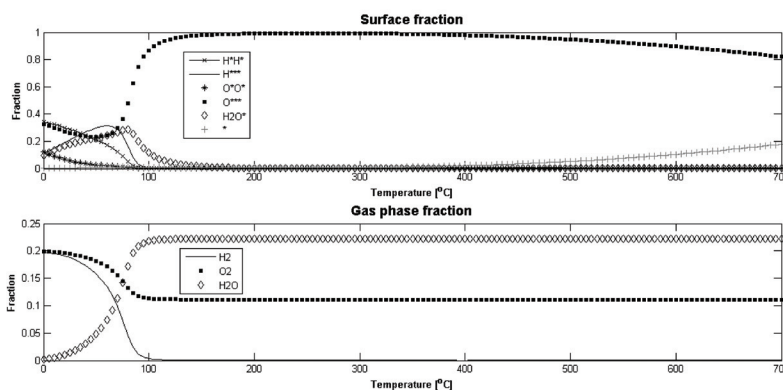 Surface fraction
1
0.8
0.6
0.4
0.2
0
Fraction
H*H*
H***
O*O*
O***
H2O*
*
0 100 200 300 400 500 600 700
Temperature [°C]
Gas phase fraction
0.25
0.2
0.15
0.1
0.05
0
Fraction
H2
O2
H2O
0 100 200 300 400 500 600 700
Temperature [°C]